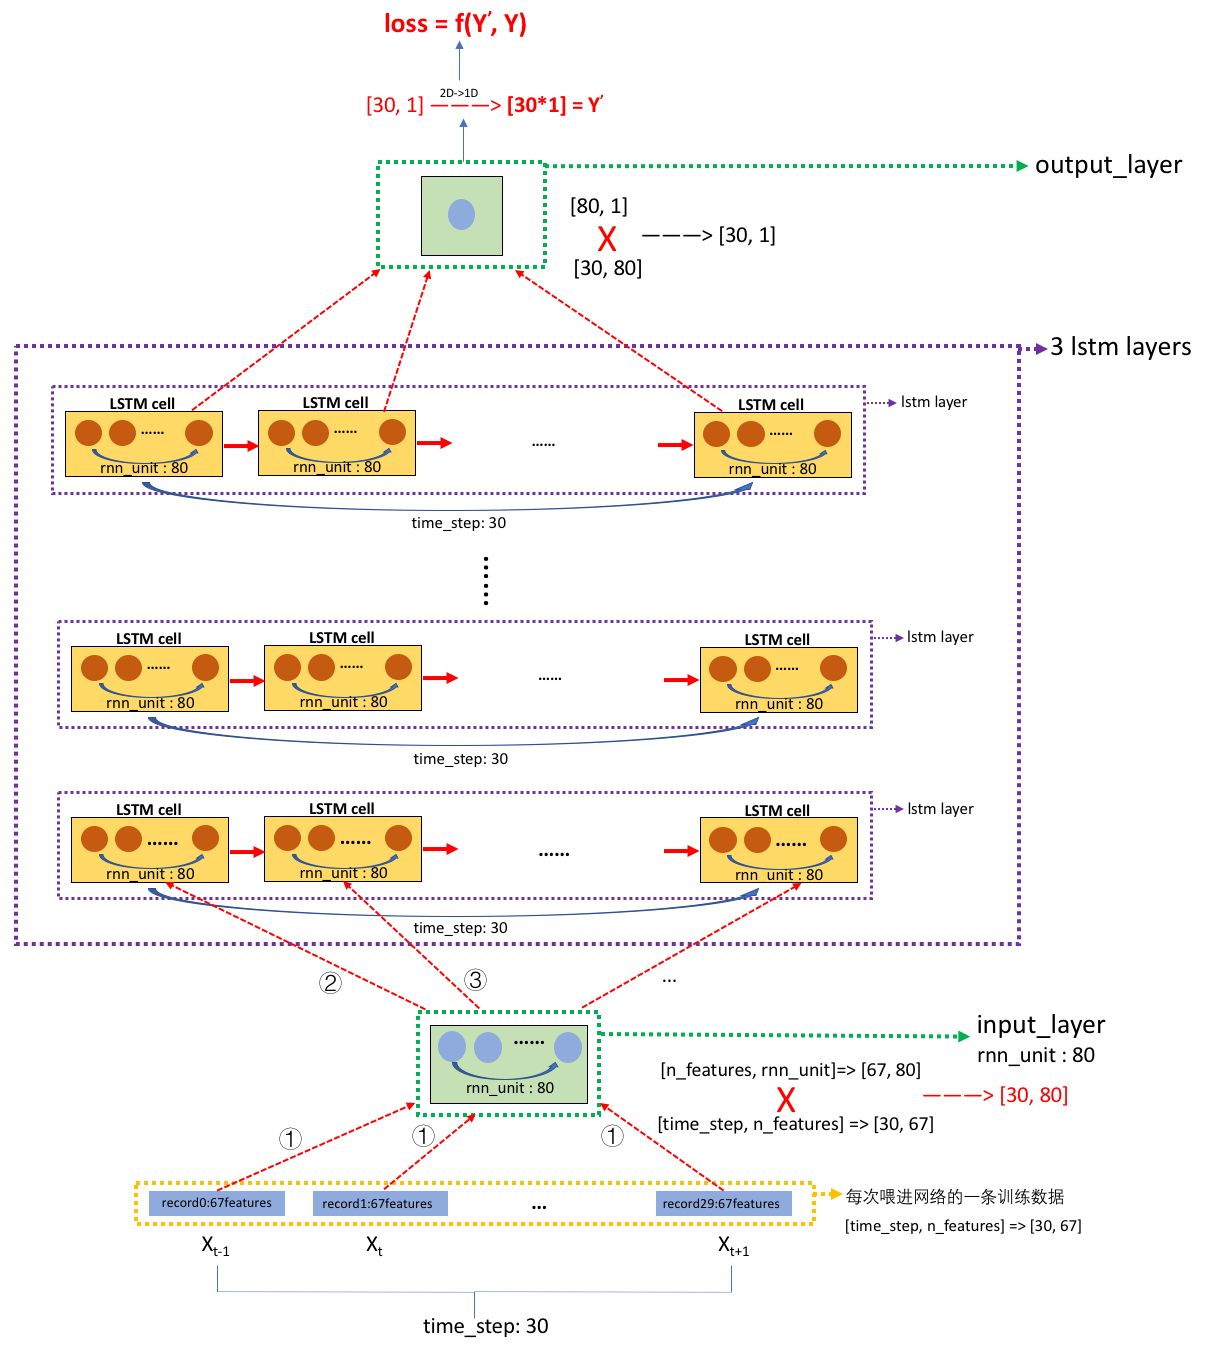 loss = f(Y’, Y)
2D->1D
[30, 1] ———> [30*1] = Y’
output_layer
[80, 1]
X ———> [30, 1]
[30, 80]
3 lstm layers
lstm layer
LSTM cell LSTM cell LSTM cell
...... ...... ......
rnn_unit : 80 rnn_unit : 80 ...... rnn_unit : 80
time_step: 30
......
lstm layer
LSTM cell LSTM cell LSTM cell
...... ...... ......
rnn_unit : 80 rnn_unit : 80 ...... rnn_unit : 80
time_step: 30
lstm layer
LSTM cell LSTM cell LSTM cell
...... ...... ......
rnn_unit : 80 rnn_unit : 80 ...... rnn_unit : 80
time_step: 30
② ③ ...
input_layer
rnn_unit : 80
......
rnn_unit : 80
[n_features, rnn_unit]=> [67, 80]
X ———> [30, 80]
[time_step, n_features] => [30, 67]
① ① ①
record0:67features record1:67features ... record29:67features
每次喂进网络的一条训练数据
[time_step, n_features] => [30, 67]
Xt-1 Xt Xt+1
time_step: 30